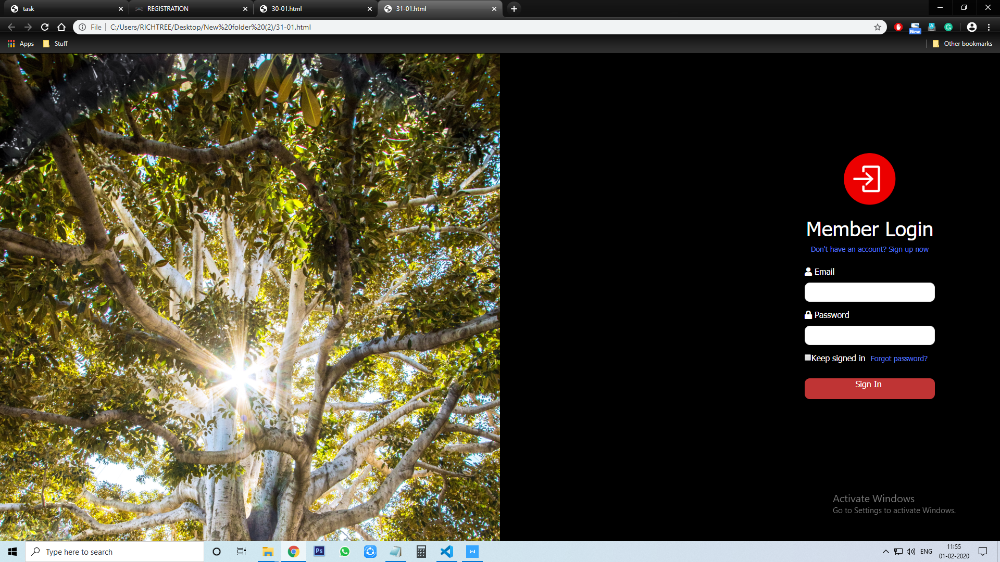 task
REGISTRATION
30-01.html
31-01.html
File
C:/Users/RICHTREE/Desktop/New%20folder%20(2)/31-01.html
New
Apps
Stuff
Other bookmarks
Member Login
Don't have an account? Sign up now
Email
Password
Keep signed in Forgot password?
Sign In
Activate Windows
Go to Settings to activate Windows.
Type here to search
Ps
W
ENG
11:55
01-02-2020